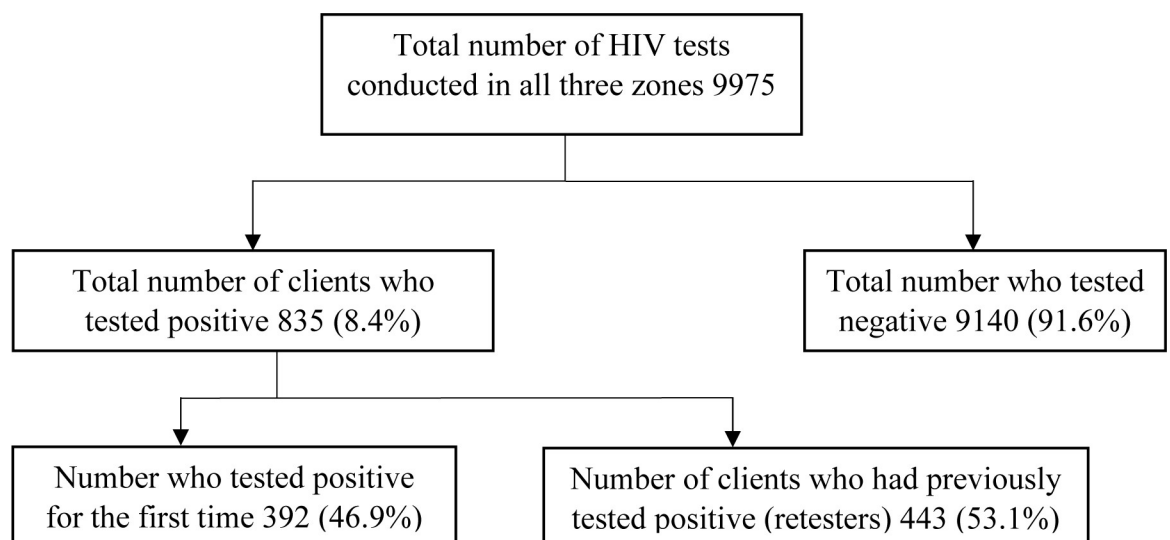 Total number of HIV tests
conducted in all three zones 9975
Total number of clients who
tested positive 835 (8.4%)
Total number who tested
negative 9140 (91.6%)
Number who tested positive
for the first time 392 (46.9%)
Number of clients who had previously
tested positive (retesters) 443 (53.1%)